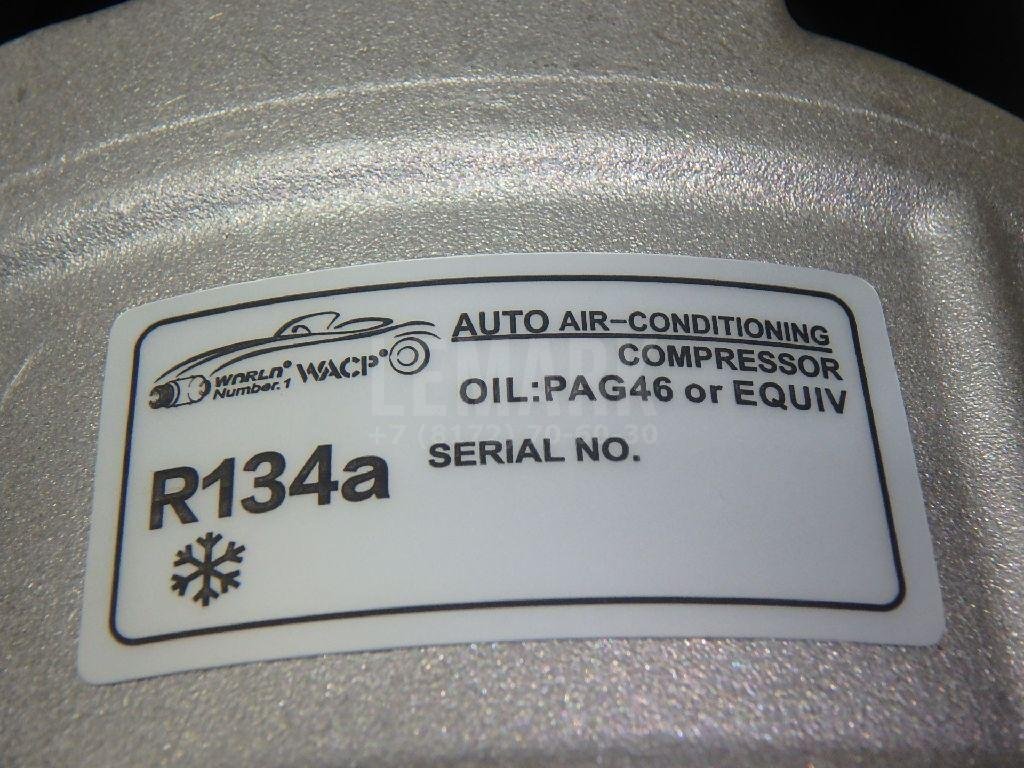 AUTO AIR-CONDITIONING
COMPRESSOR
WORLD® Number.1 WACP®
OIL:PAG46 or EQUIV
LEMARK
+7 (8172) 70-60-30
R134a
SERIAL NO.